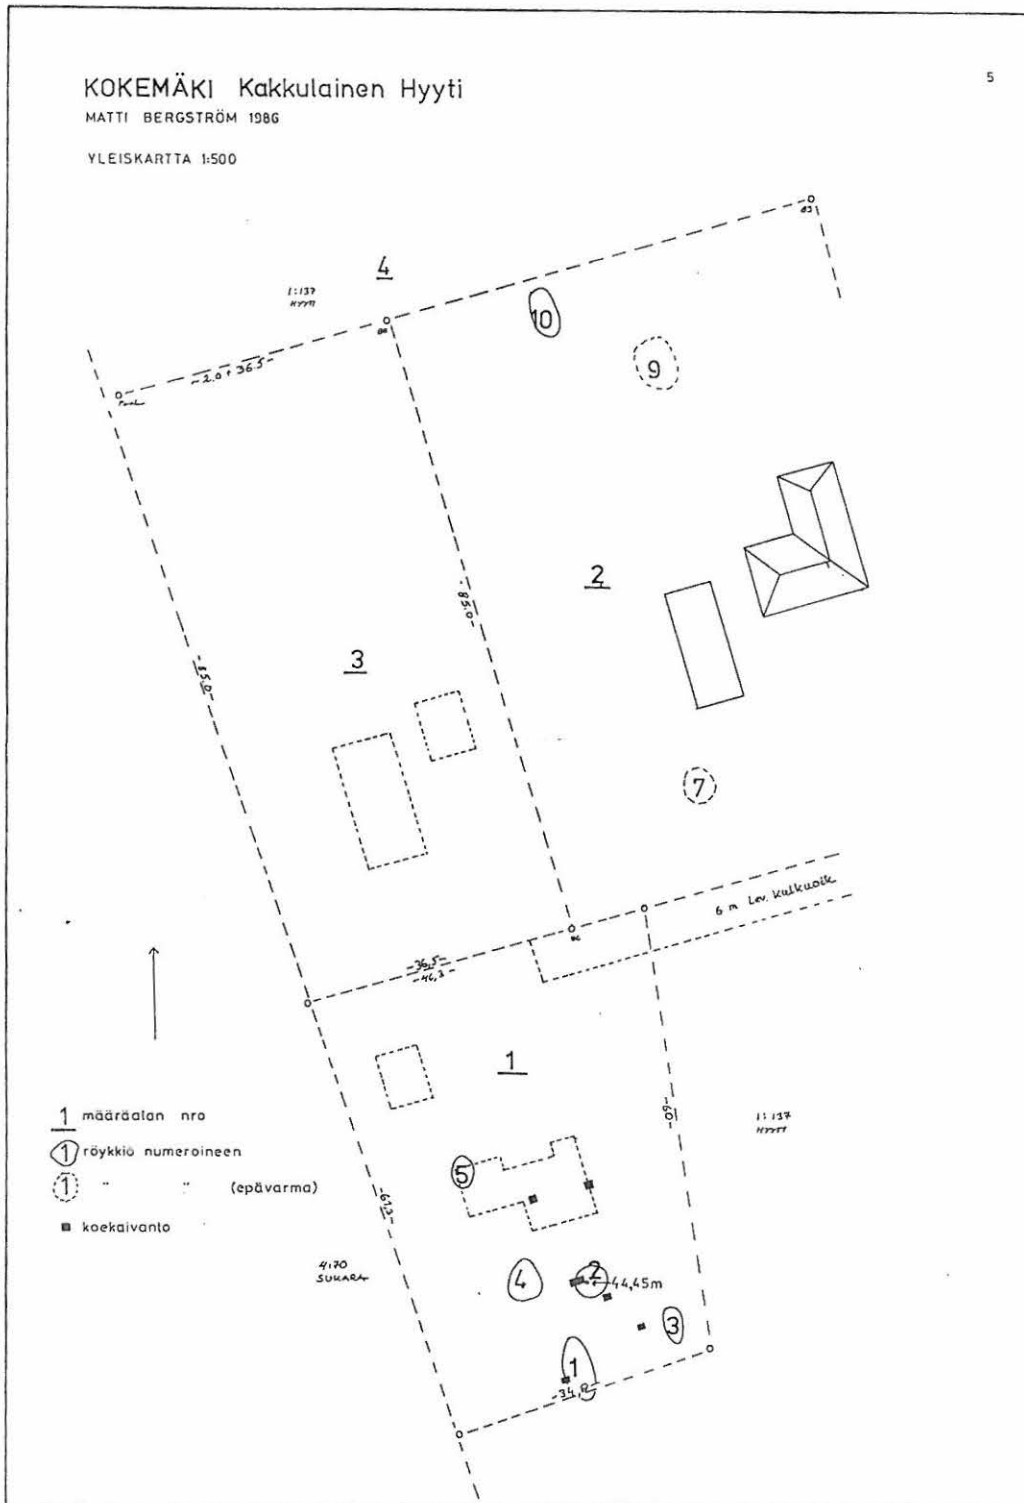 5
KOKEMÄKI Kakkulainen Hyyti
MATTI BERGSTRÖM 1986
YLEISKARTTA 1:500
4
1:137
HYYTI
10
9
-2.0 + 36.5-
2
-85.0-
3
-85.0-
7
6 m Lev. kulkuoik
-36,5-
-46,3-
1
-60-
1:137
HYYTI
1 määräalan nro
1 röykkiö numeroineen
1 " " (epävarma)
koekaivanto
5
-61,3-
4:70
SUKARA
4
2
44,45m
3
1